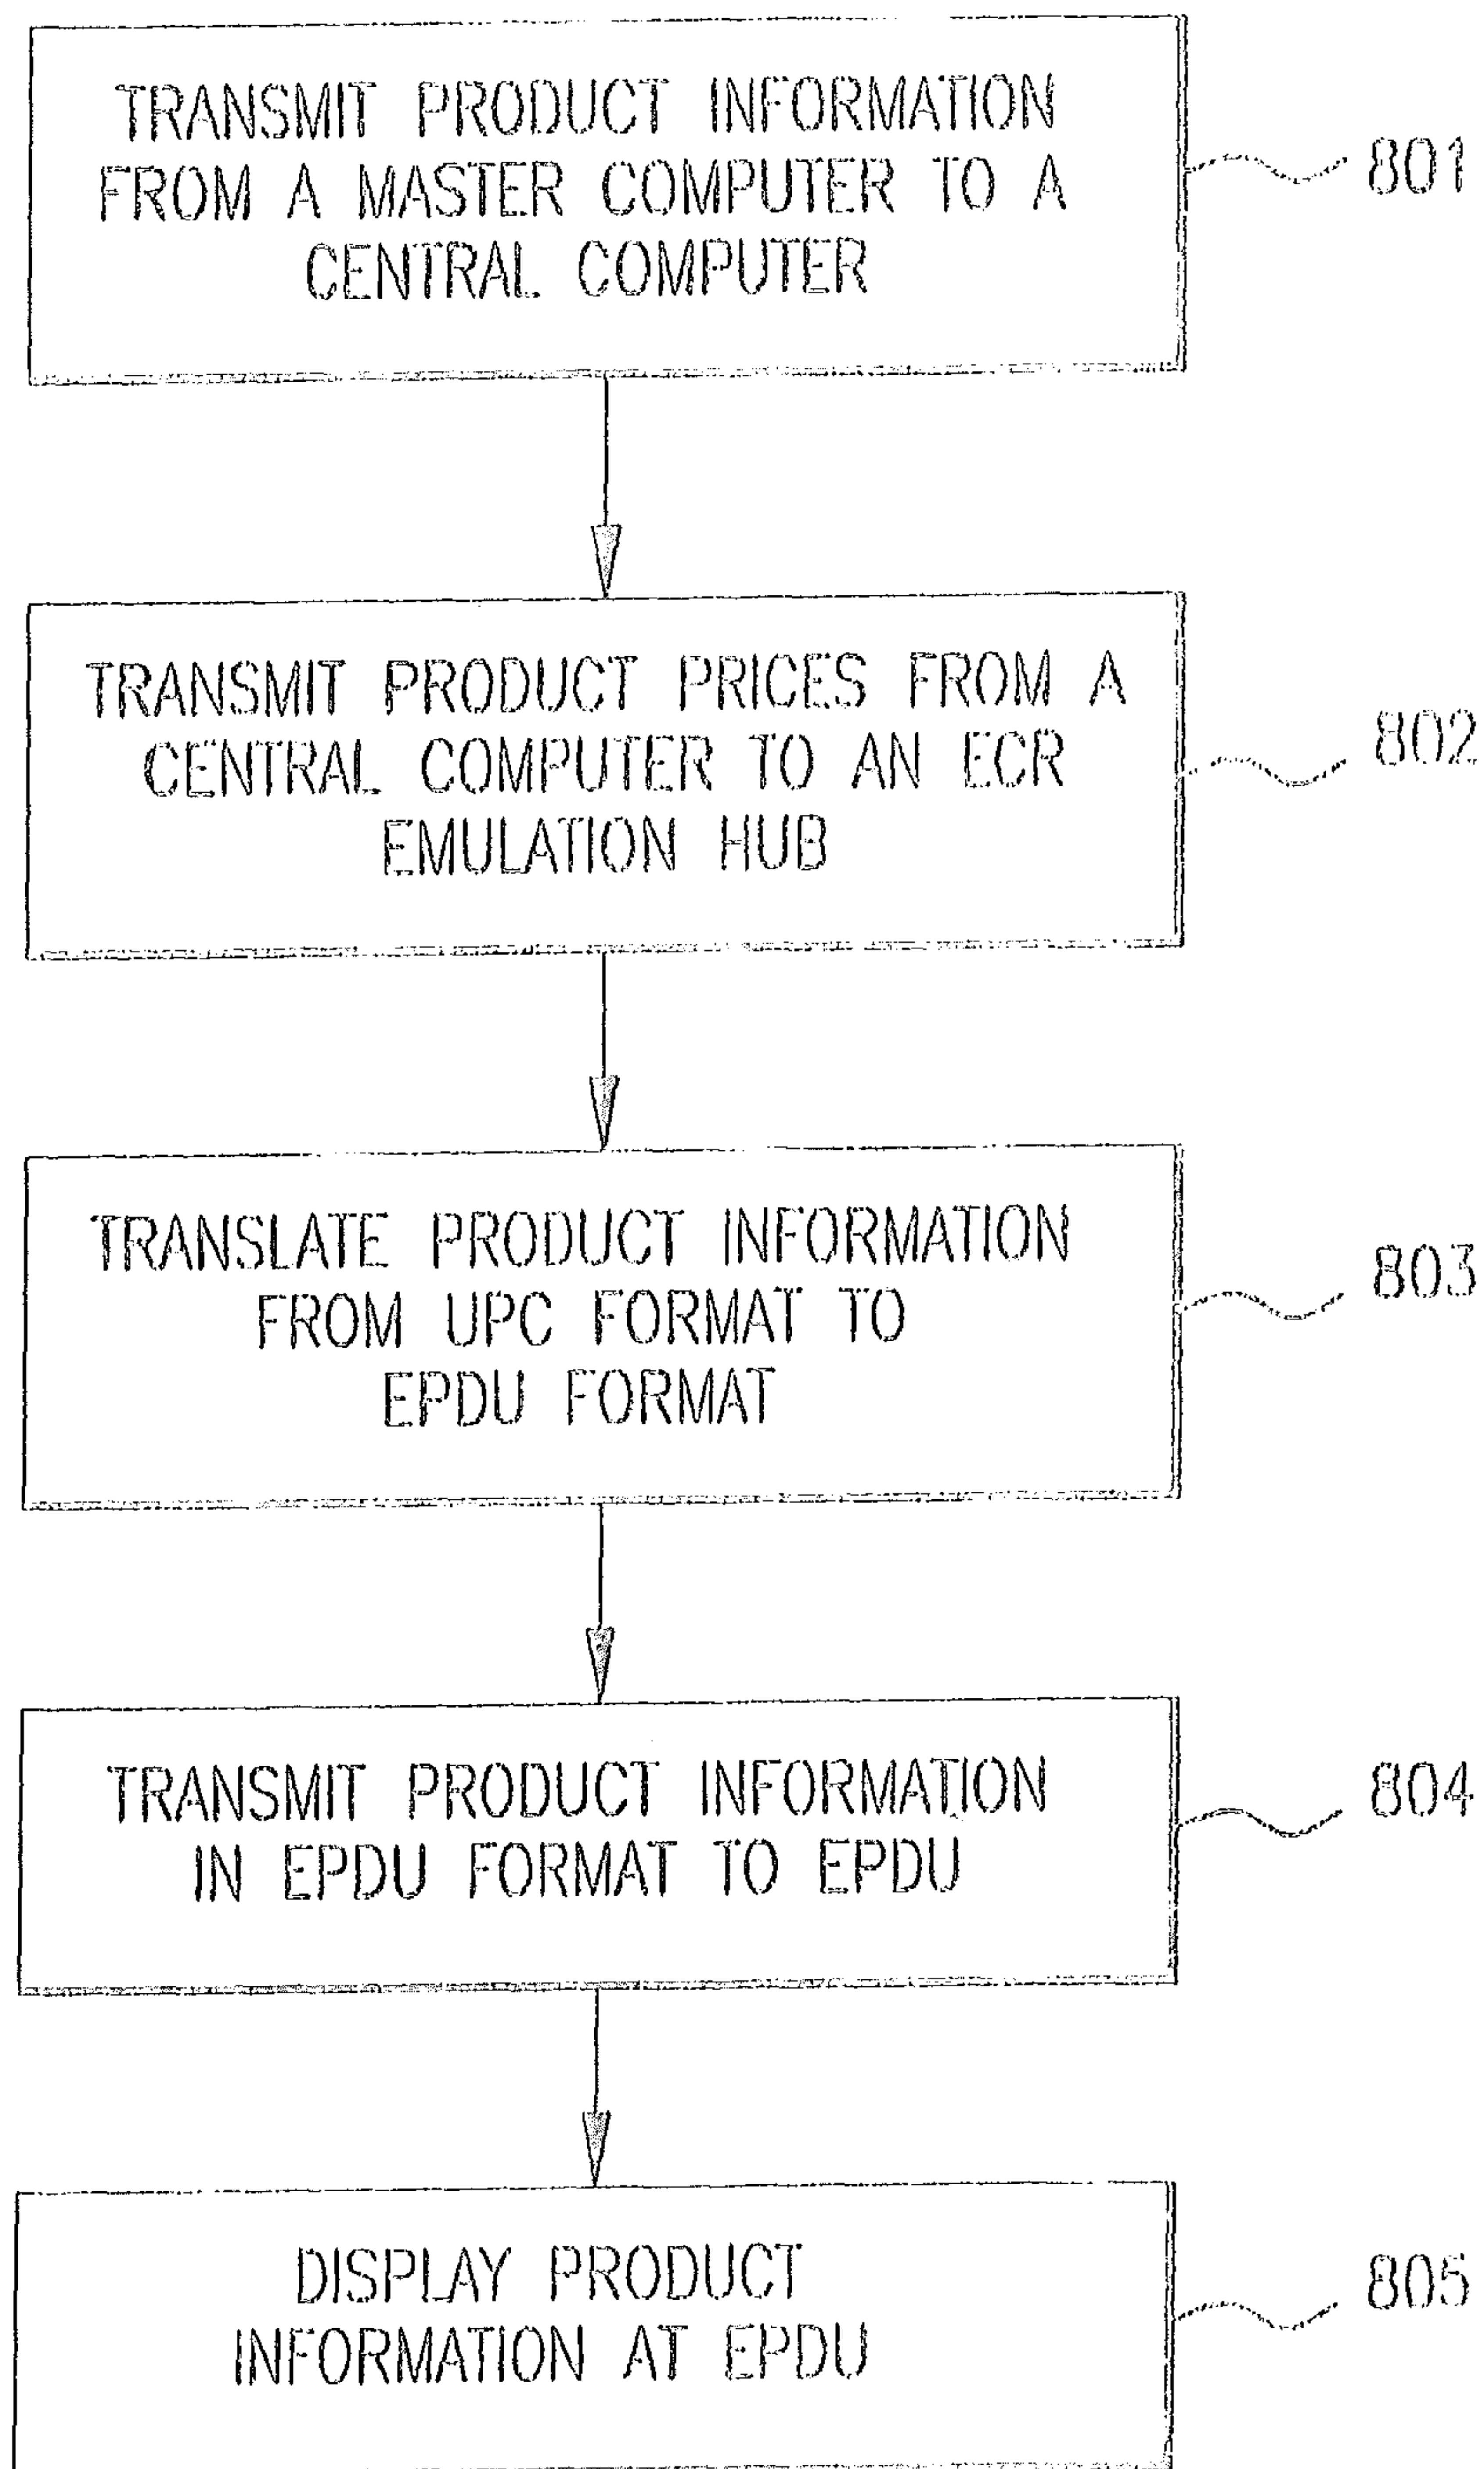 TRANSMIT PRODUCT INFORMATION
FROM A MASTER COMPUTER TO A
CENTRAL COMPUTER
801
TRANSMIT PRODUCT PRICES FROM A
CENTRAL COMPUTER TO AN ECR
EMULATION HUB
802
TRANSLATE PRODUCT INFORMATION
FROM UPC FORMAT TO
EPDU FORMAT
803
TRANSMIT PRODUCT INFORMATION
IN EPDU FORMAT TO EPDU
804
DISPLAY PRODUCT
INFORMATION AT EPDU
805